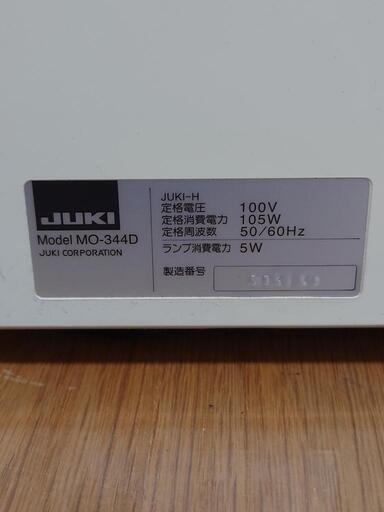 JUKI
Model MO-344D
JUKI CORPORATION
JUKI-H
定格電圧 100V
定格消費電力 105W
定格周波数 50/60Hz
ランプ消費電力 5W
製造番号